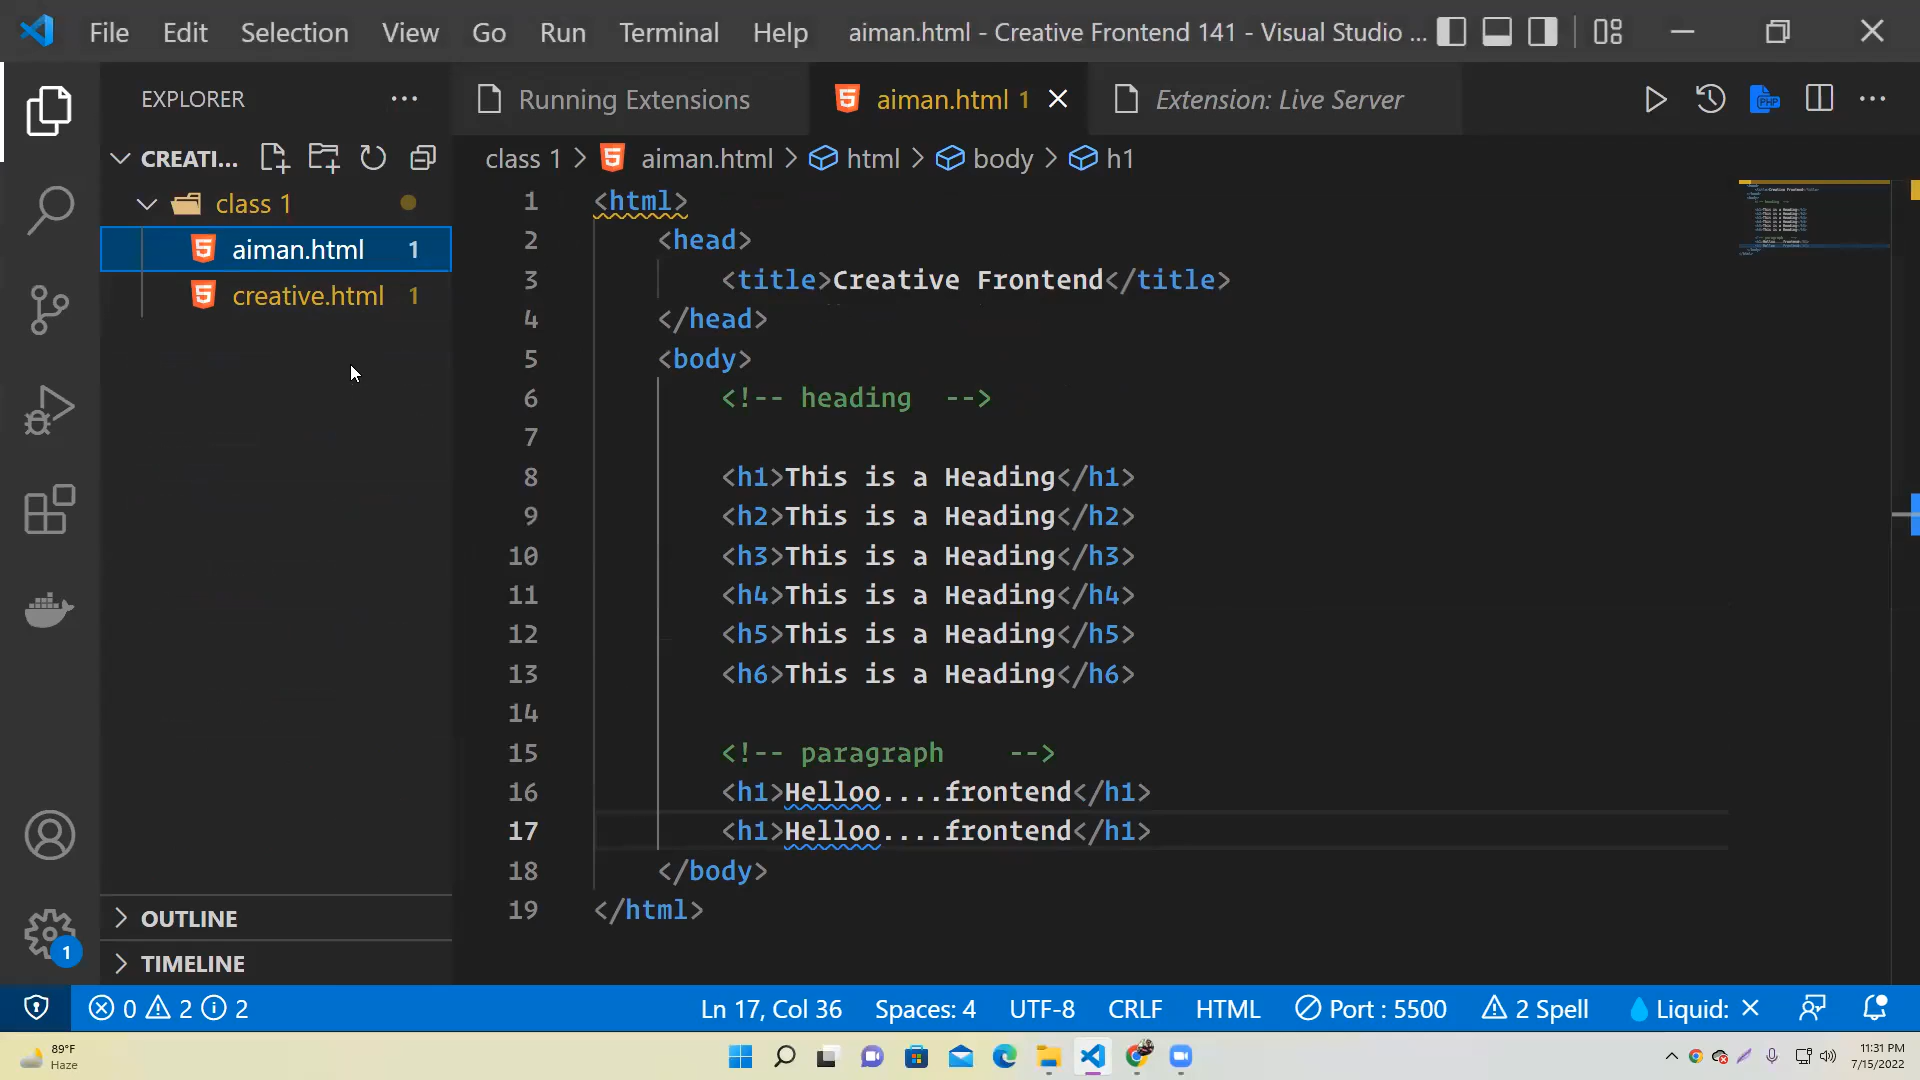 File Edit Selection View Go Run Terminal Help aiman.html - Creative Frontend 141 - Visual Studio ...
EXPLORER
Running Extensions
aiman.html 1
Extension: Live Server
CREATI...
class 1 > aiman.html > html > body > h1
class 1
aiman.html 1
creative.html 1
1 <html>
2 <head>
3 <title>Creative Frontend</title>
4 </head>
5 <body>
6 <!-- heading  -->
7
8 <h1>This is a Heading</h1>
9 <h2>This is a Heading</h2>
10 <h3>This is a Heading</h3>
11 <h4>This is a Heading</h4>
12 <h5>This is a Heading</h5>
13 <h6>This is a Heading</h6>
14
15 <!-- paragraph    -->
16 <h1>Helloo....frontend</h1>
17 <h1>Helloo....frontend</h1>
18 </body>
19 </html>
OUTLINE
TIMELINE
1
0 2 2 Ln 17, Col 36 Spaces: 4 UTF-8 CRLF HTML Port : 5500 2 Spell Liquid:
89°F
Haze
11:31 PM
7/15/2022